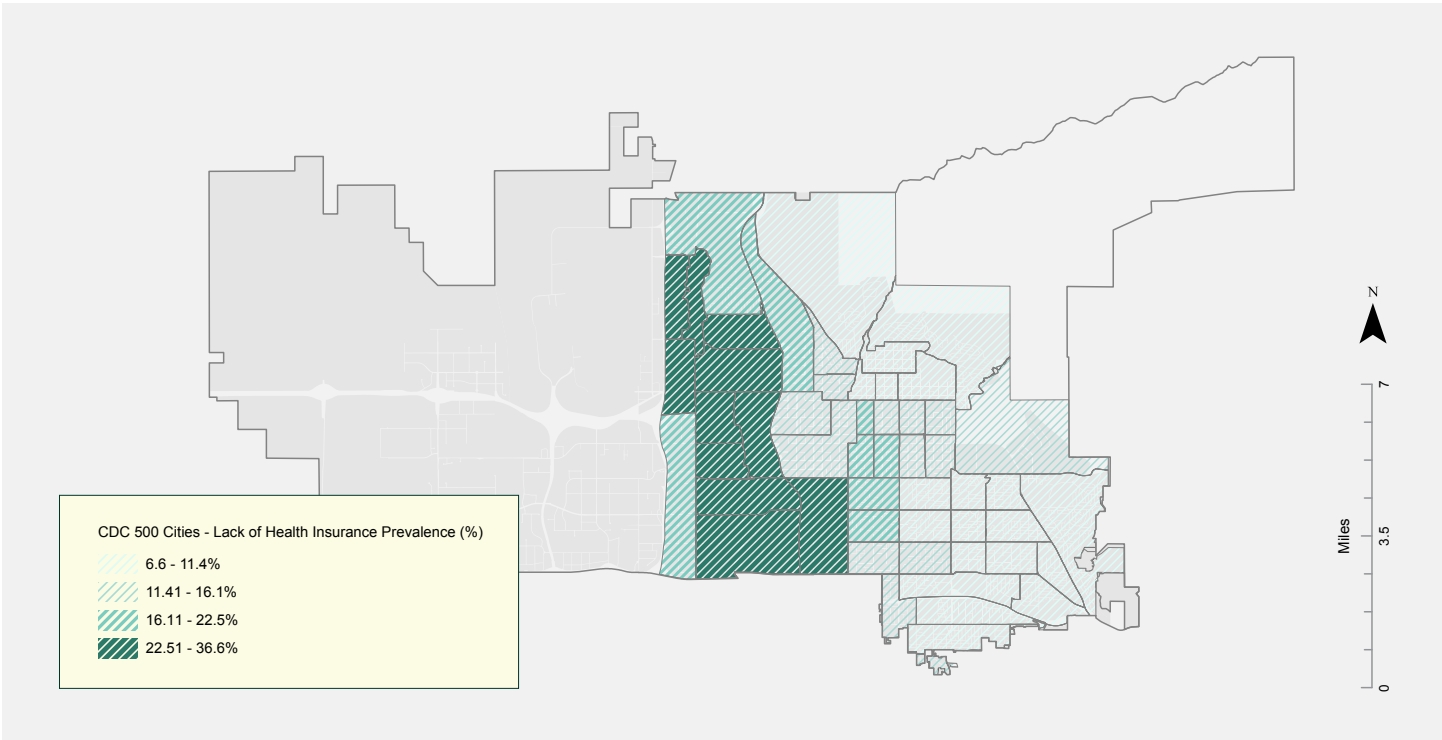 CDC 500 Cities - Lack of Health Insurance Prevalence (%)
6.6 - 11.4%
11.41 - 16.1%
16.11 - 22.5%
22.51 - 36.6%
N
7
3.5
0
Miles